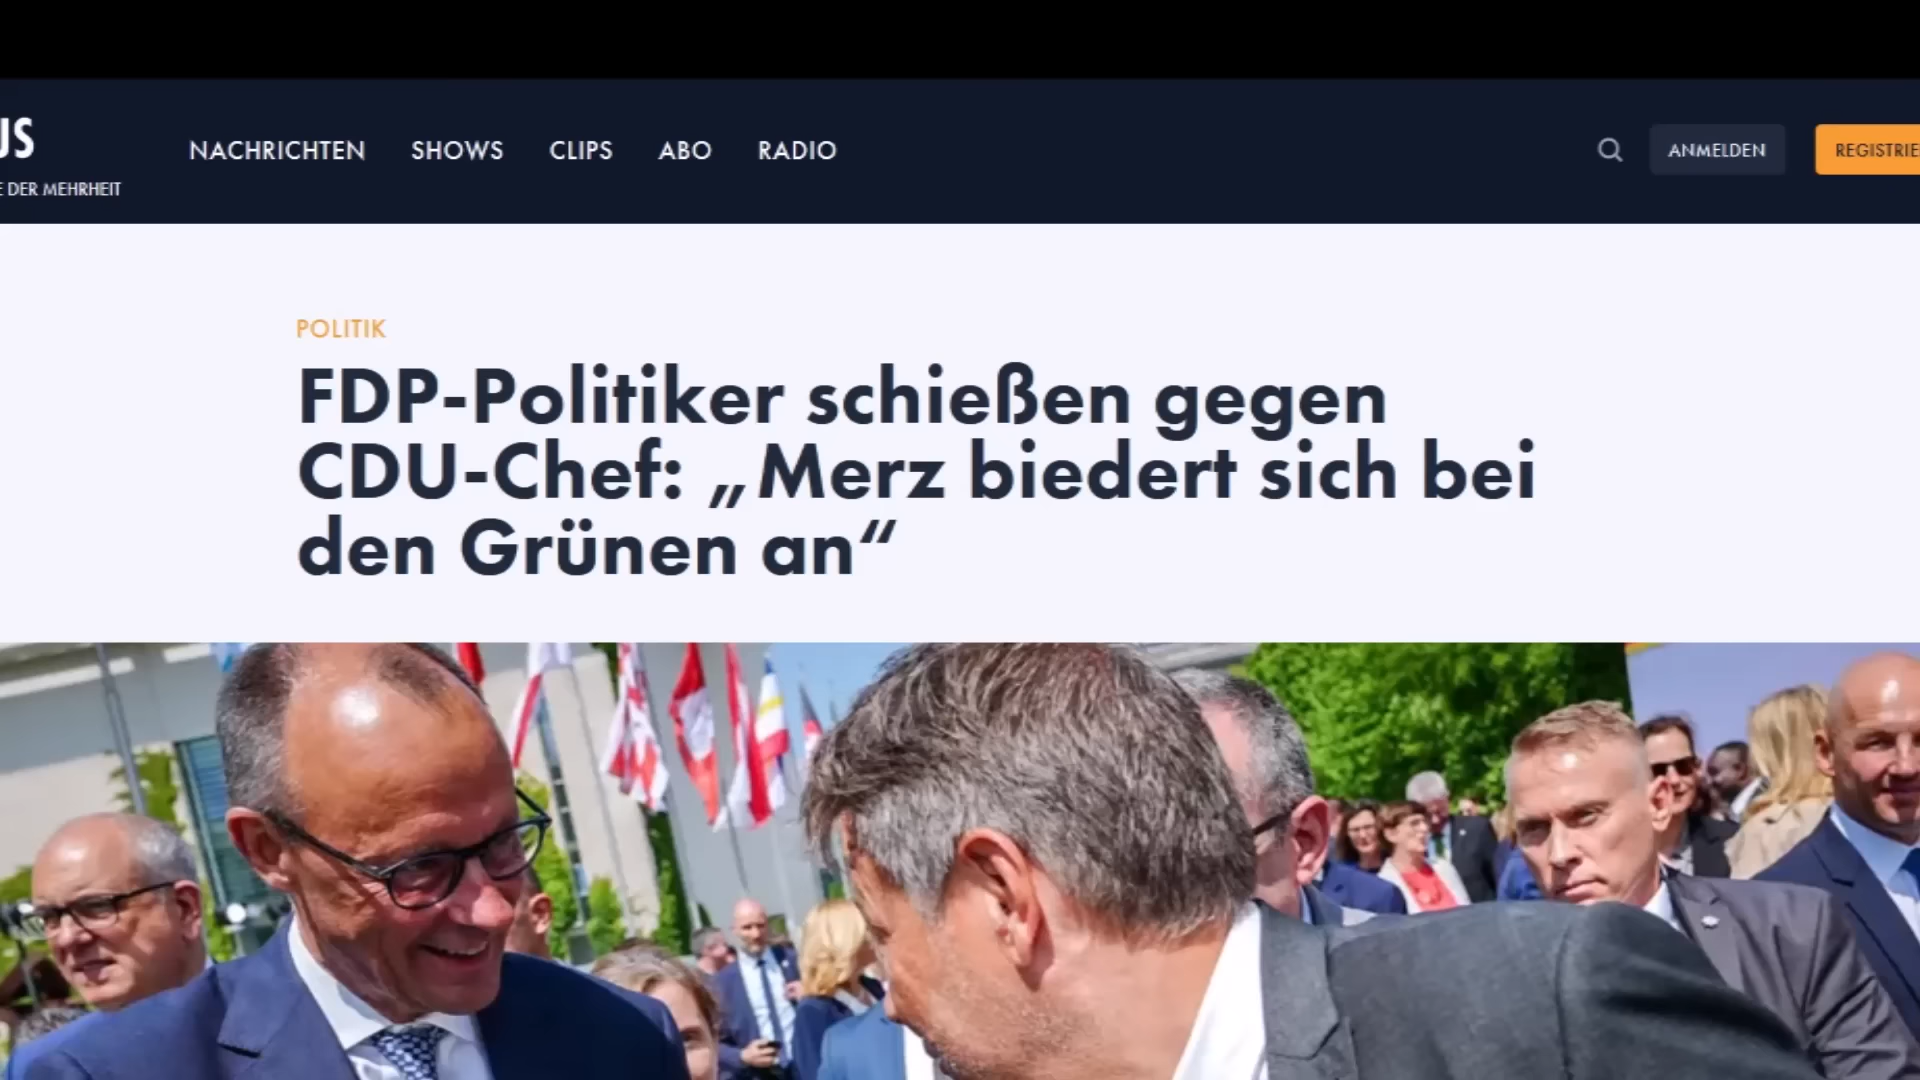 US
NACHRICHTEN SHOWS CLIPS ABO RADIO
ANMELDEN
REGISTRIE
E DER MEHRHEIT
POLITIK
FDP-Politiker schießen gegen
CDU-Chef: „Merz biedert sich bei
den Grünen an“